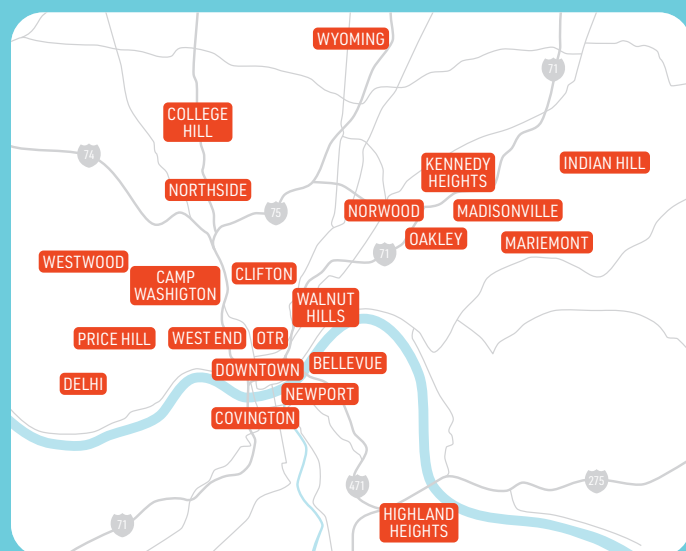 WYOMING
71
COLLEGE
HILL
74
KENNEDY
HEIGHTS
INDIAN HILL
NORTHSIDE
75
NORWOOD
MADISONVILLE
OAKLEY
MARIEMONT
71
WESTWOOD
CLIFTON
CAMP
WASHIGTON
WALNUT
HILLS
PRICE HILL
WEST END
OTR
BELLEVUE
DOWNTOWN
DELHI
NEWPORT
COVINGTON
471
275
71
HIGHLAND
HEIGHTS